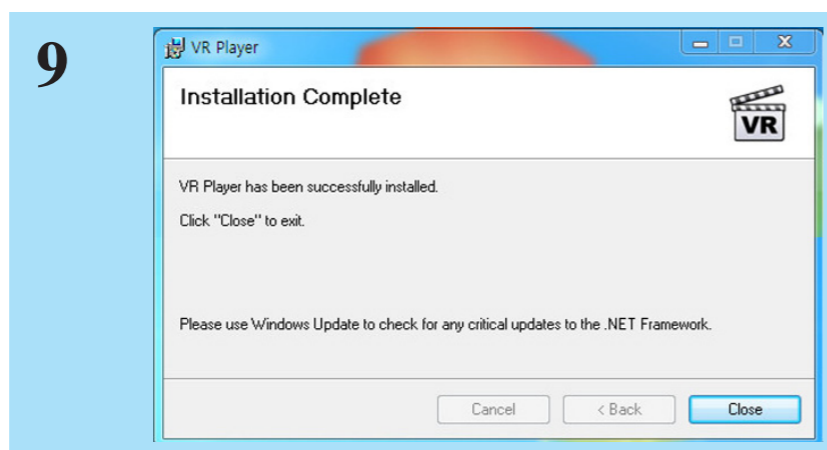 9
VR Player
Installation Complete
VR
VR Player has been successfully installed.
Click "Close" to exit.
Please use Windows Update to check for any critical updates to the .NET Framework.
Cancel
< Back
Close